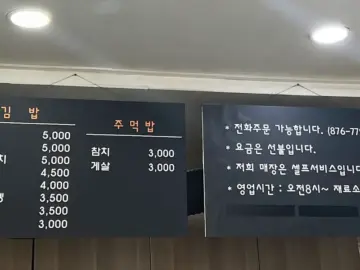 김 밥
5,000
5,000
5,000
4,500
4,000
3,500
3,500
3,000
주 먹 밥
참치 3,000
게살 3,000
* 전화주문 가능합니다. (876-77
* 요금은 선불입니다.
* 저희 매장은 셀프서비스입니다
* 영업시간 : 오전8시~ 재료소